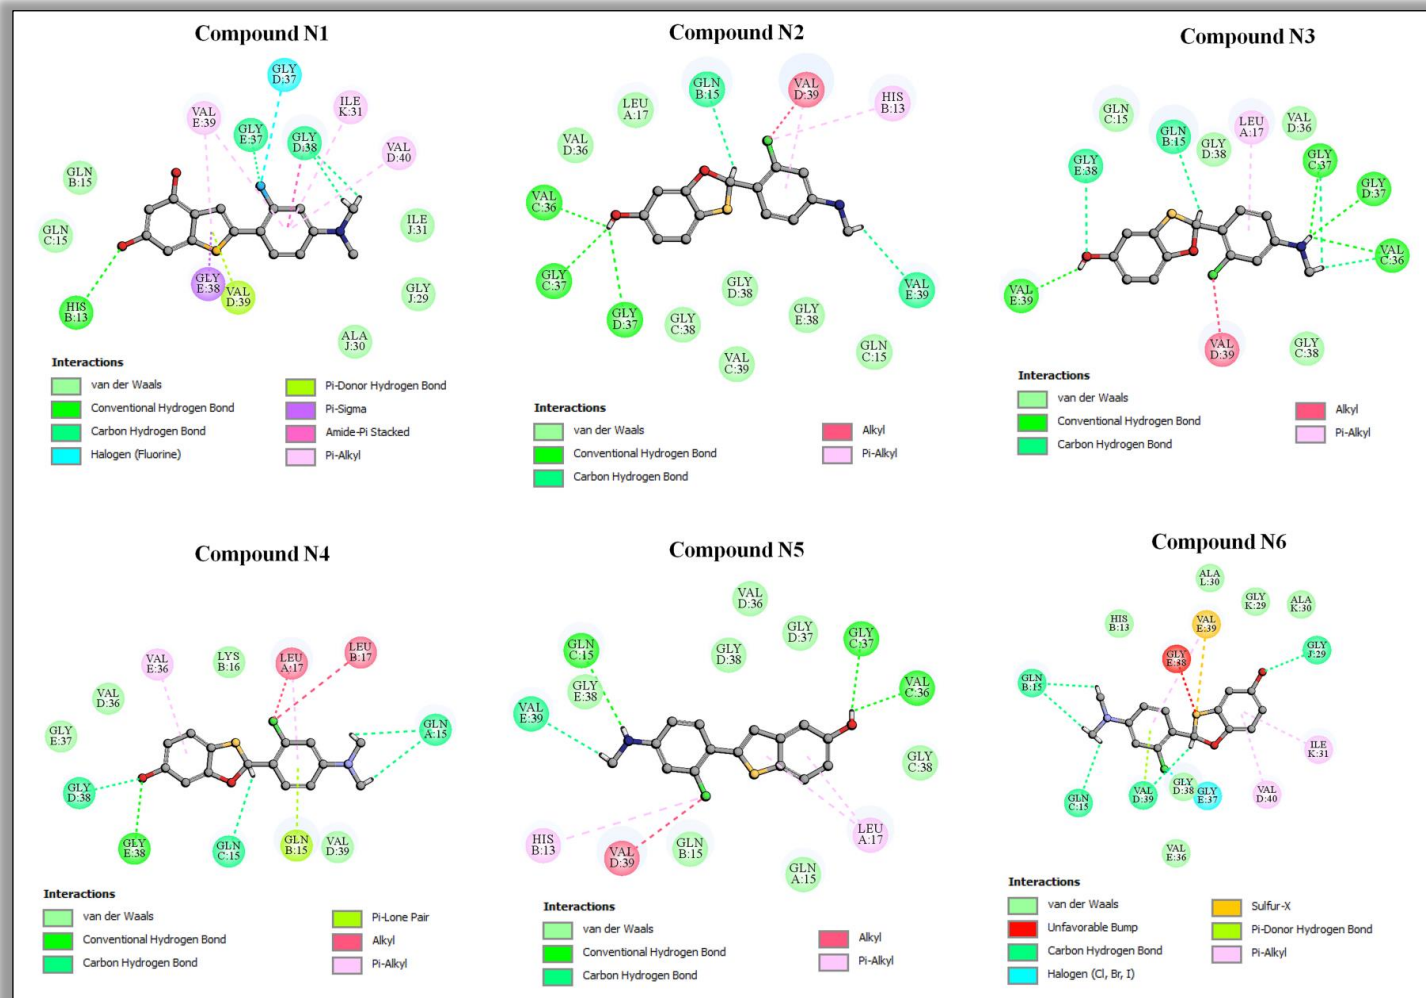 Compound N1
GLY
D:37
VAL
E:39
ILE
K:31
GLY
E:37
GLY
D:38
VAL
D:40
GLN
B:15
GLN
C:15
ILE
J:31
GLY
E:38
VAL
D:39
GLY
J:29
HIS
B:13
ALA
J:30
Interactions
van der Waals
Conventional Hydrogen Bond
Carbon Hydrogen Bond
Halogen (Fluorine)
Pi-Donor Hydrogen Bond
Pi-Sigma
Amide-Pi Stacked
Pi-Alkyl
Compound N2
LEU
A:17
GLN
B:15
VAL
D:39
HIS
B:13
VAL
D:36
VAL
C:36
GLY
C:37
GLY
D:37
GLY
D:38
GLY
C:38
VAL
C:39
GLY
E:38
VAL
E:39
GLN
C:15
Interactions
van der Waals
Conventional Hydrogen Bond
Carbon Hydrogen Bond
Alkyl
Pi-Alkyl
Compound N3
GLN
C:15
GLN
B:15
LEU
A:17
VAL
D:36
GLY
D:38
GLY
E:38
GLY
C:37
GLY
D:37
VAL
C:36
VAL
E:39
VAL
D:39
GLY
C:38
Interactions
van der Waals
Conventional Hydrogen Bond
Carbon Hydrogen Bond
Alkyl
Pi-Alkyl
Compound N4
VAL
E:36
LYS
B:16
LEU
A:17
LEU
B:17
VAL
D:36
GLY
E:37
GLN
A:15
GLY
D:38
GLY
E:38
GLN
C:15
GLN
B:15
VAL
D:39
Interactions
van der Waals
Conventional Hydrogen Bond
Carbon Hydrogen Bond
Pi-Lone Pair
Alkyl
Pi-Alkyl
Compound N5
VAL
D:36
GLN
C:15
GLY
D:38
GLY
D:37
GLY
C:37
GLY
E:38
VAL
C:36
VAL
E:39
GLY
C:38
HIS
B:13
VAL
D:39
GLN
B:15
GLN
A:15
LEU
A:17
Interactions
van der Waals
Conventional Hydrogen Bond
Carbon Hydrogen Bond
Alkyl
Pi-Alkyl
Compound N6
ALA
L:30
GLY
K:29
ALA
K:30
HIS
B:13
VAL
E:39
GLY
E:38
GLY
J:29
GLN
B:15
ILE
K:31
GLN
C:15
VAL
D:39
GLY
D:38
GLY
E:37
VAL
D:40
VAL
E:36
Interactions
van der Waals
Unfavorable Bump
Carbon Hydrogen Bond
Halogen (Cl, Br, I)
Sulfur-X
Pi-Donor Hydrogen Bond
Pi-Alkyl